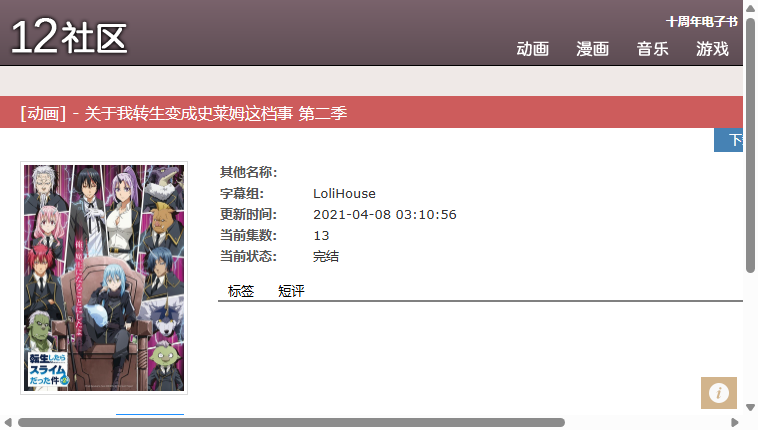 12社区
十周年电子书
动画 漫画 音乐 游戏
[动画] - 关于我转生变成史莱姆这档事 第二季
其他名称:
字幕组: LoliHouse
更新时间: 2021-04-08 03:10:56
当前集数: 13
当前状态: 完结
标签 短评
転生したら
スライム
だった件